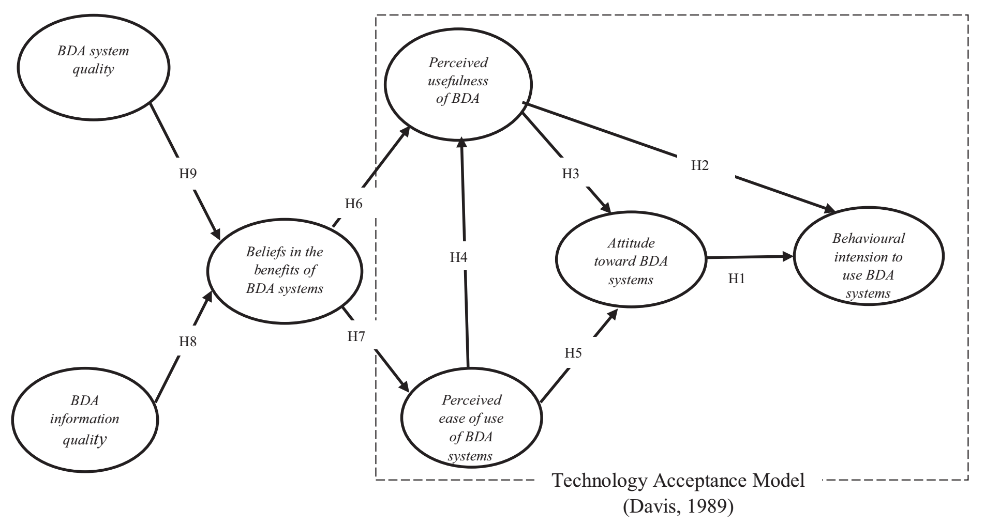 BDA system
quality
Perceived
usefulness
of BDA
H9
H6
H3
H2
Beliefs in the
benefits of
BDA systems
H4
Attitude
toward BDA
systems
H1
Behavioural
intension to
use BDA
systems
H8
H7
H5
BDA
information
quality
Perceived
ease of use
of BDA
systems
Technology Acceptance Model
(Davis, 1989)